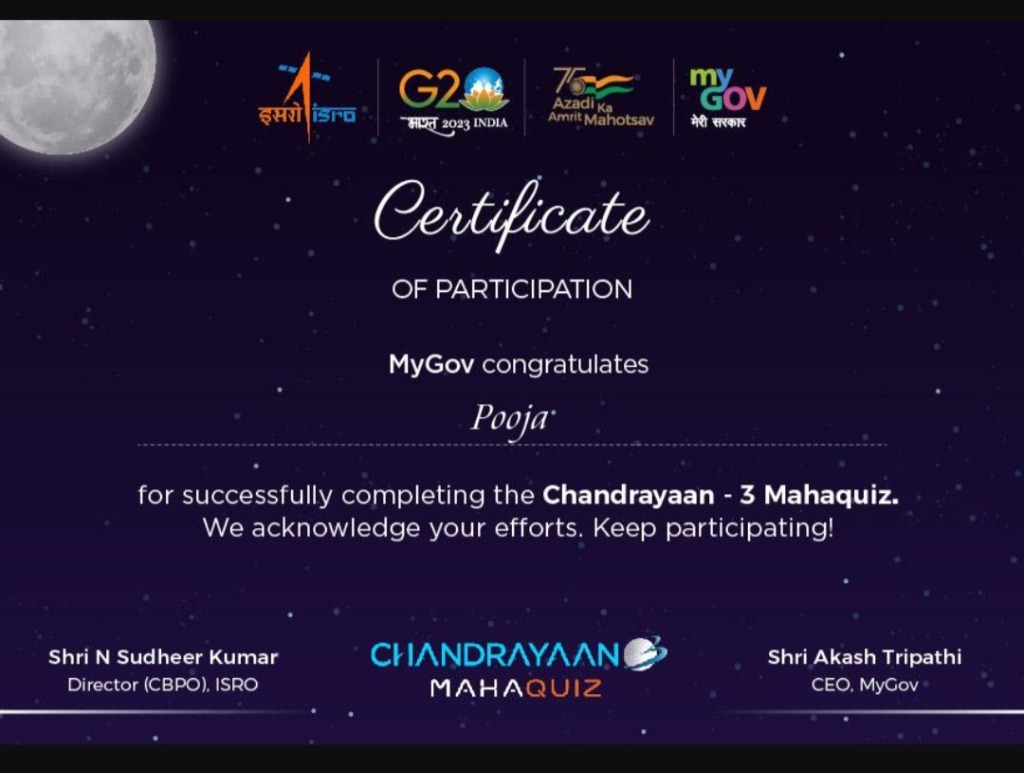 इसरो isro
G20
भारत 2023 INDIA
75
Azadi Ka
Amrit Mahotsav
my
GOV
मेरी सरकार
Certificate
OF PARTICIPATION
MyGov congratulates
Pooja
for successfully completing the Chandrayaan - 3 Mahaquiz.
We acknowledge your efforts. Keep participating!
Shri N Sudheer Kumar
Director (CBPO), ISRO
CHANDRAYAAN
MAHAQUIZ
Shri Akash Tripathi
CEO, MyGov